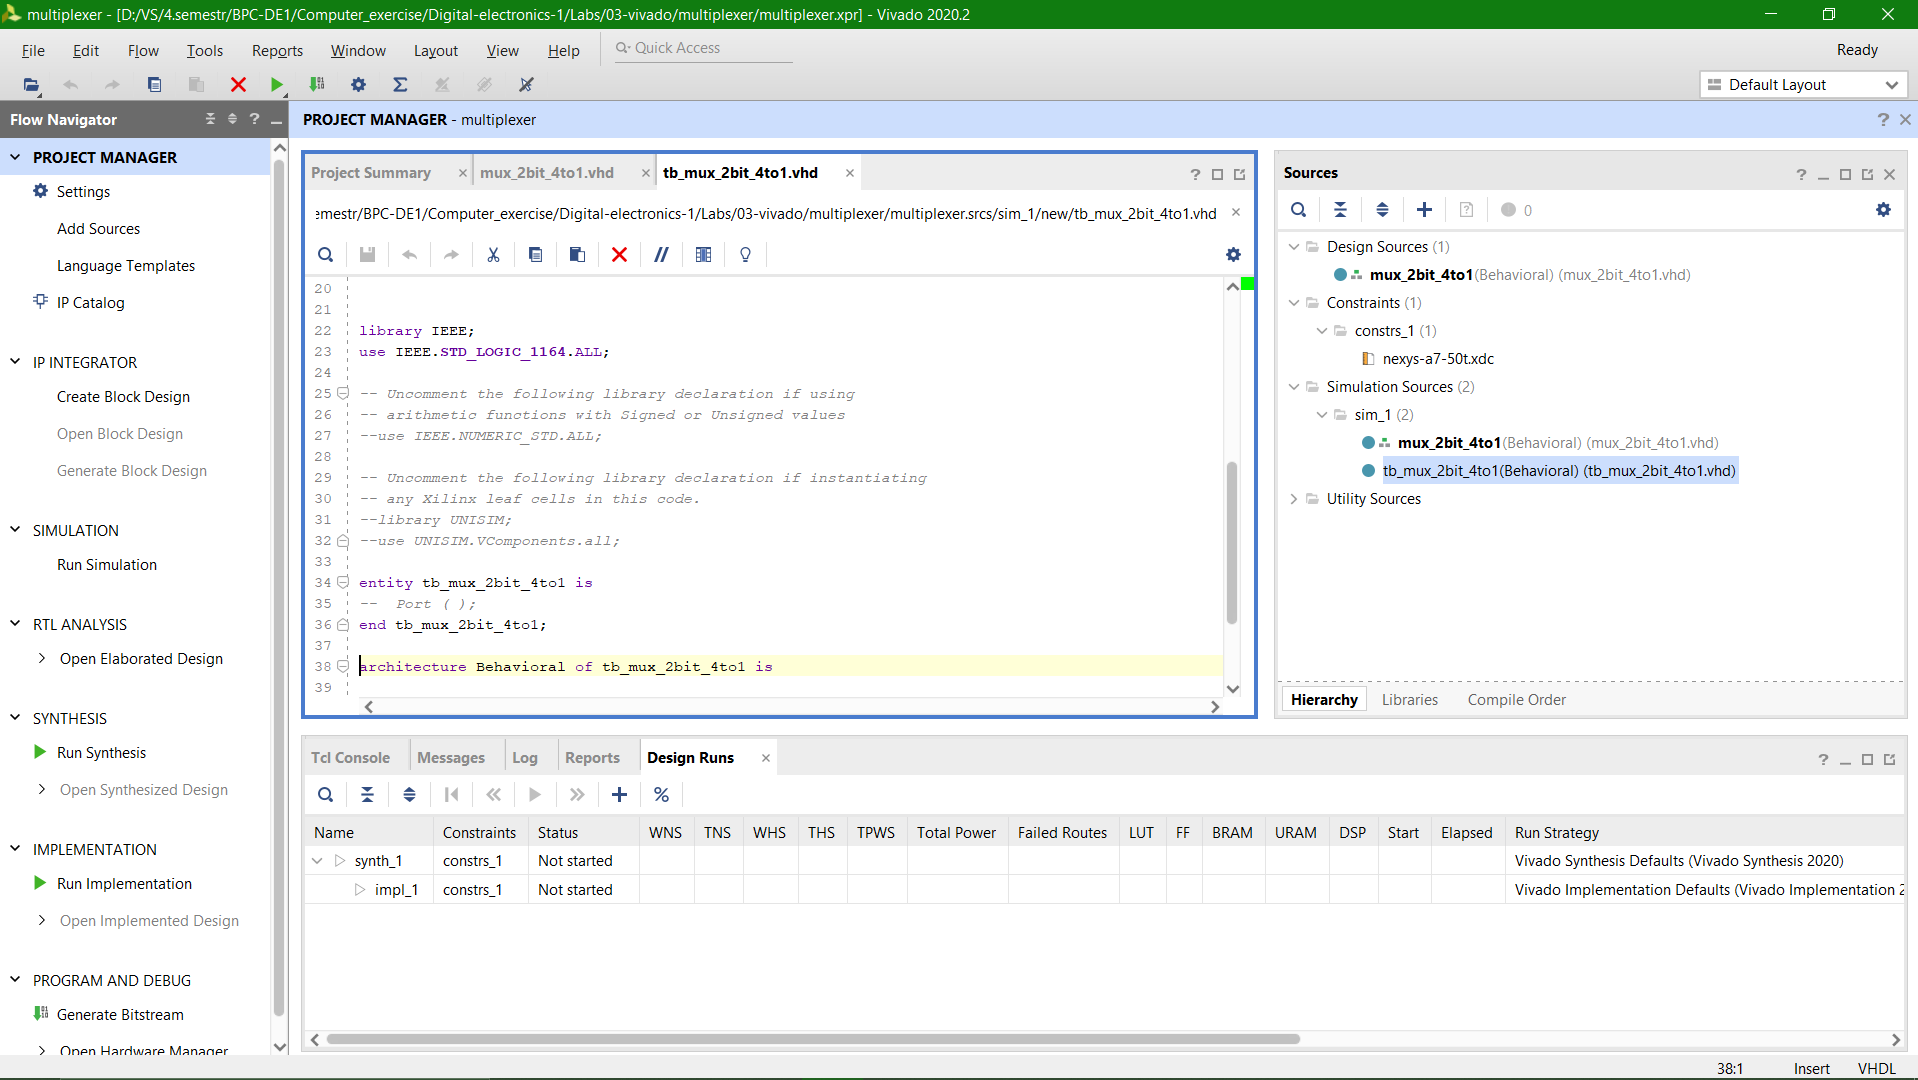 multiplexer - [D:/VS/4.semestr/BPC-DE1/Computer_exercise/Digital-electronics-1/Labs/03-vivado/multiplexer/multiplexer.xpr] - Vivado 2020.2
File Edit Flow Tools Reports Window Layout View Help Quick Access Ready
Default Layout
Flow Navigator
PROJECT MANAGER
Settings
Add Sources
Language Templates
IP Catalog
IP INTEGRATOR
Create Block Design
Open Block Design
Generate Block Design
SIMULATION
Run Simulation
RTL ANALYSIS
Open Elaborated Design
SYNTHESIS
Run Synthesis
Open Synthesized Design
IMPLEMENTATION
Run Implementation
Open Implemented Design
PROGRAM AND DEBUG
Generate Bitstream
Open Hardware Manager
PROJECT MANAGER - multiplexer
Project Summary mux_2bit_4to1.vhd tb_mux_2bit_4to1.vhd
emestr/BPC-DE1/Computer_exercise/Digital-electronics-1/Labs/03-vivado/multiplexer/multiplexer.srcs/sim_1/new/tb_mux_2bit_4to1.vhd
20
21
22 library IEEE;
23 use IEEE.STD_LOGIC_1164.ALL;
24
25 -- Uncomment the following library declaration if using
26 -- arithmetic functions with Signed or Unsigned values
27 --use IEEE.NUMERIC_STD.ALL;
28
29 -- Uncomment the following library declaration if instantiating
30 -- any Xilinx leaf cells in this code.
31 --library UNISIM;
32 --use UNISIM.VComponents.all;
33
34 entity tb_mux_2bit_4to1 is
35 --  Port ( );
36 end tb_mux_2bit_4to1;
37
38 architecture Behavioral of tb_mux_2bit_4to1 is
39
Sources
0
Design Sources (1)
mux_2bit_4to1(Behavioral) (mux_2bit_4to1.vhd)
Constraints (1)
constrs_1 (1)
nexys-a7-50t.xdc
Simulation Sources (2)
sim_1 (2)
mux_2bit_4to1(Behavioral) (mux_2bit_4to1.vhd)
tb_mux_2bit_4to1(Behavioral) (tb_mux_2bit_4to1.vhd)
Utility Sources
Hierarchy Libraries Compile Order
Tcl Console Messages Log Reports Design Runs
Name Constraints Status WNS TNS WHS THS TPWS Total Power Failed Routes LUT FF BRAM URAM DSP Start Elapsed Run Strategy
synth_1 constrs_1 Not started Vivado Synthesis Defaults (Vivado Synthesis 2020)
impl_1 constrs_1 Not started Vivado Implementation Defaults (Vivado Implementation 2
38:1 Insert VHDL